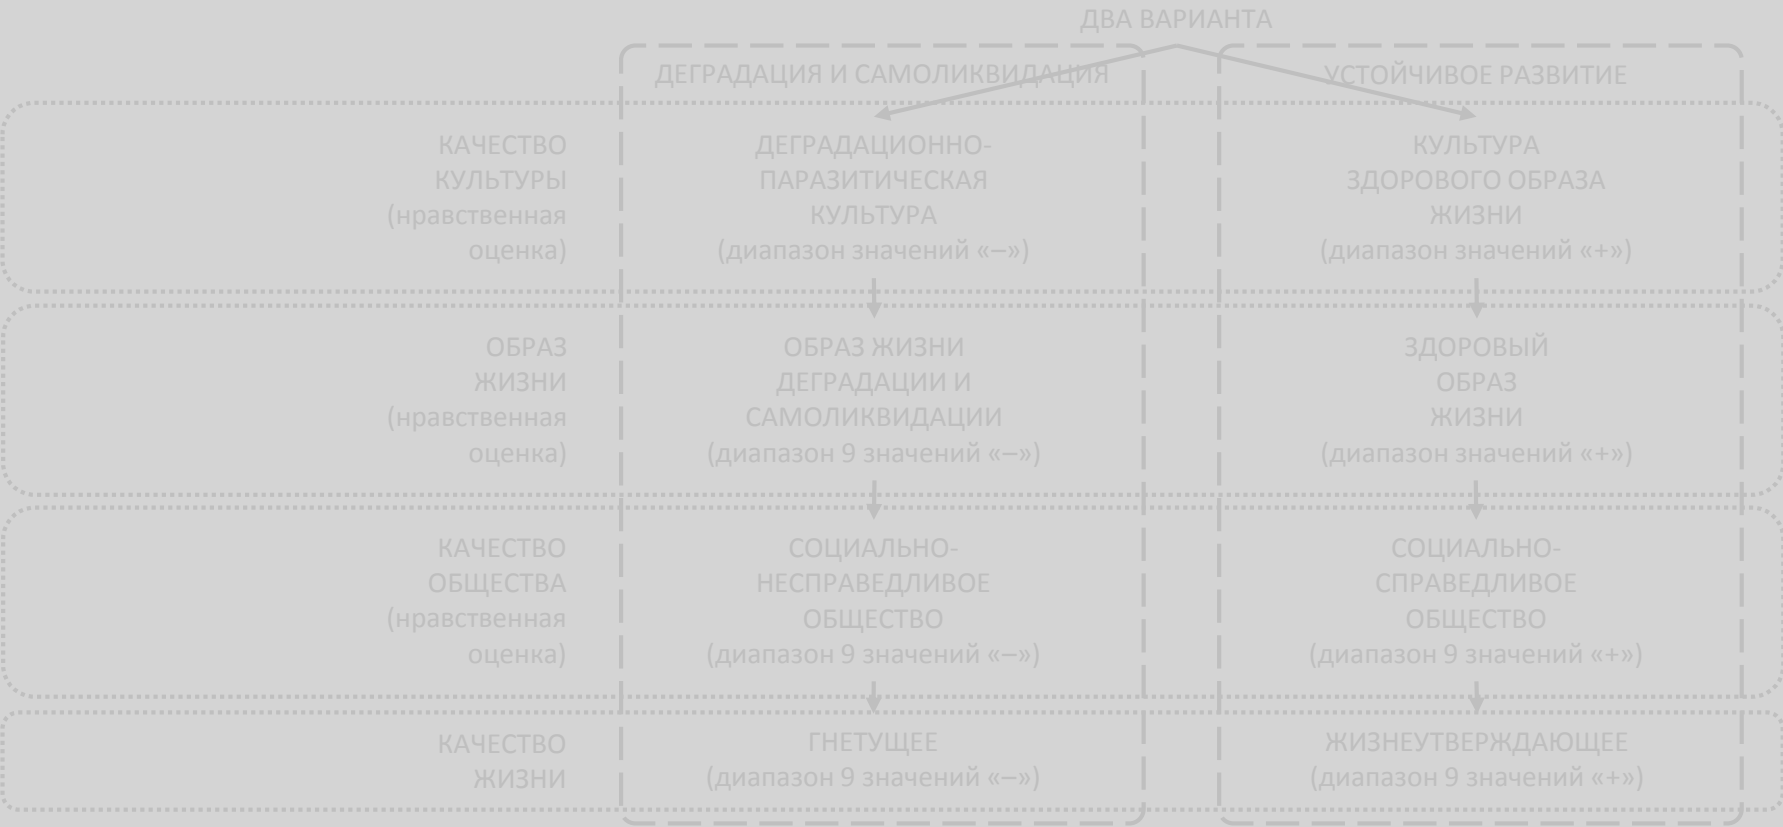 ДВА ВАРИАНТА
ДЕГРАДАЦИЯ И САМОЛИКВИДАЦИЯ
УСТОЙЧИВОЕ РАЗВИТИЕ
КАЧЕСТВО
КУЛЬТУРЫ
(нравственная
оценка)
ДЕГРАДАЦИОННО-
ПАРАЗИТИЧЕСКАЯ
КУЛЬТУРА
(диапазон значений «–»)
КУЛЬТУРА
ЗДОРОВОГО ОБРАЗА
ЖИЗНИ
(диапазон значений «+»)
ОБРАЗ
ЖИЗНИ
(нравственная
оценка)
ОБРАЗ ЖИЗНИ
ДЕГРАДАЦИИ И
САМОЛИКВИДАЦИИ
(диапазон 9 значений «–»)
ЗДОРОВЫЙ
ОБРАЗ
ЖИЗНИ
(диапазон значений «+»)
КАЧЕСТВО
ОБЩЕСТВА
(нравственная
оценка)
СОЦИАЛЬНО-
НЕСПРАВЕДЛИВОЕ
ОБЩЕСТВО
(диапазон 9 значений «–»)
СОЦИАЛЬНО-
СПРАВЕДЛИВОЕ
ОБЩЕСТВО
(диапазон 9 значений «+»)
КАЧЕСТВО
ЖИЗНИ
ГНЕТУЩЕЕ
(диапазон 9 значений «–»)
ЖИЗНЕУТВЕРЖДАЮЩЕЕ
(диапазон 9 значений «+»)